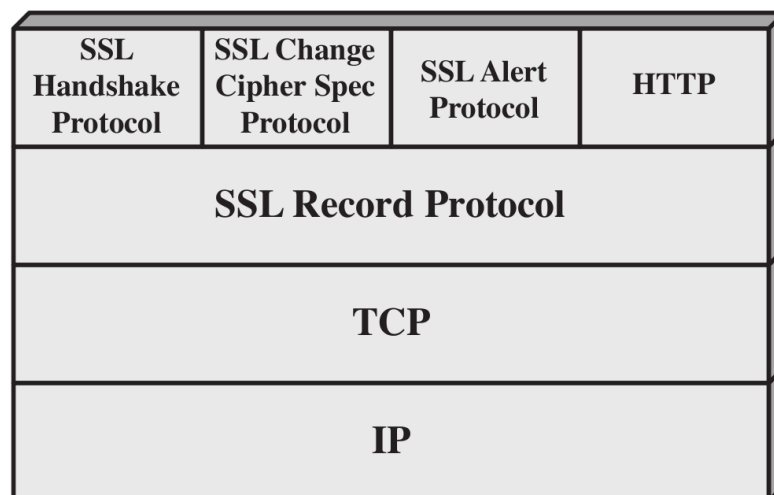 SSL
Handshake
Protocol
SSL Change
Cipher Spec
Protocol
SSL Alert
Protocol
HTTP
SSL Record Protocol
TCP
IP